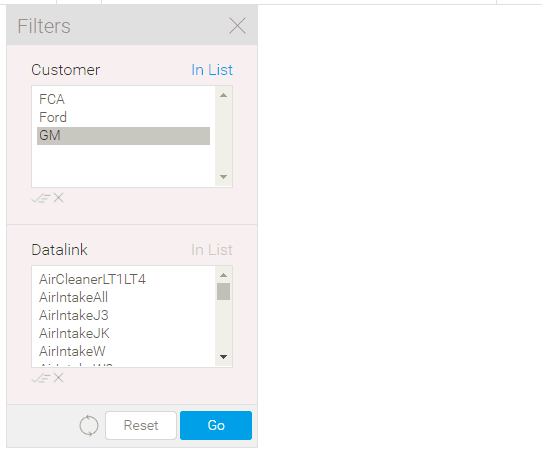 Filters
Customer In List
FCA
Ford
GM
Datalink In List
AirCleanerLT1LT4
AirIntakeAll
AirIntakeJ3
AirIntakeJK
AirIntakeW
Reset Go